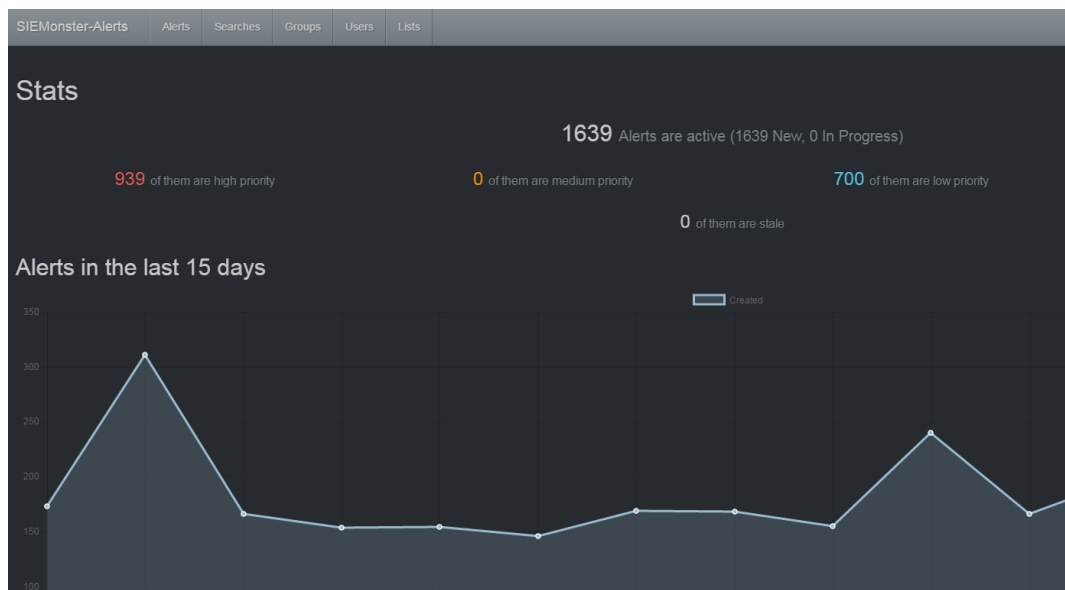 SIEMonster-Alerts Alerts Searches Groups Users Lists
Stats
1639 Alerts are active (1639 New, 0 In Progress)
939 of them are high priority 0 of them are medium priority 700 of them are low priority
0 of them are stale
Alerts in the last 15 days
Created
350
300
250
200
150
100